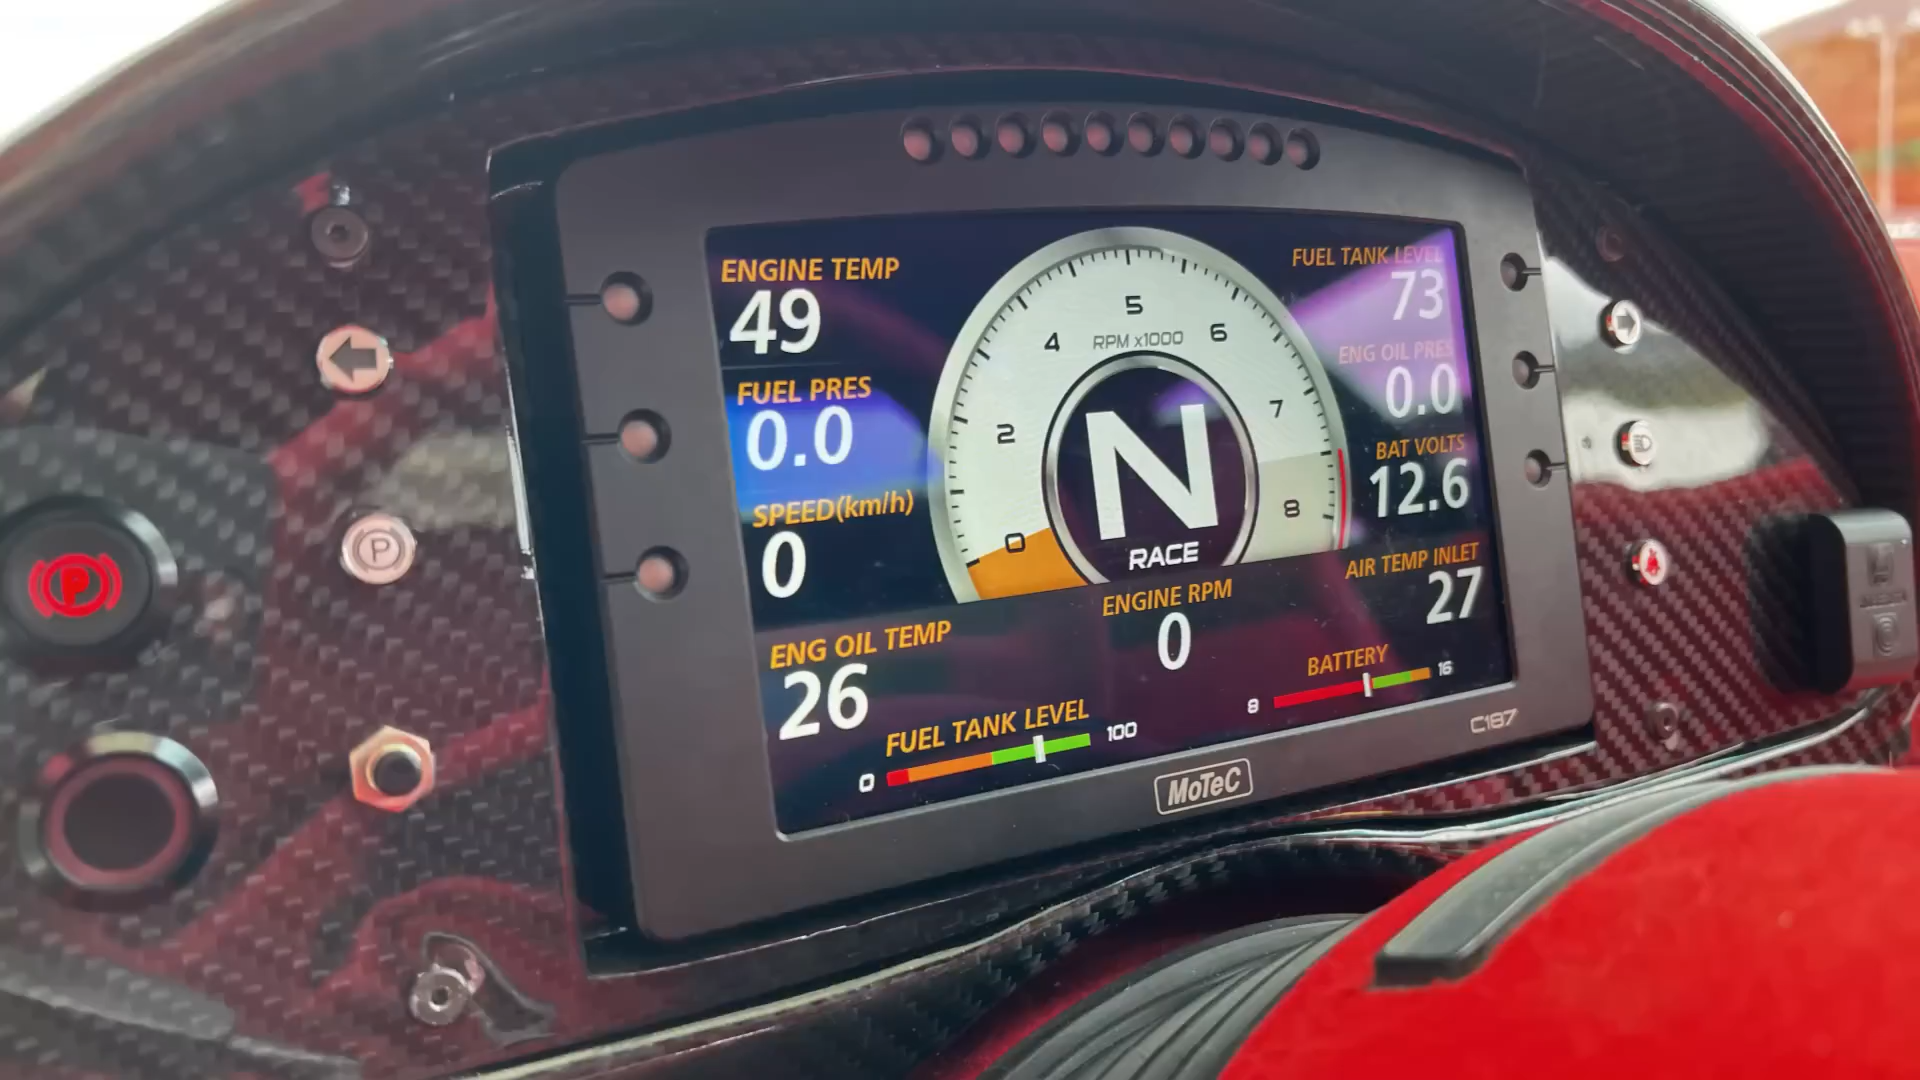 ENGINE TEMP
49
FUEL PRES
0.0
SPEED(km/h)
0
ENG OIL TEMP
26
FUEL TANK LEVEL
0
100
0
2
4
5
6
7
8
RPM x1000
N
RACE
ENGINE RPM
0
FUEL TANK LEVEL
73
ENG OIL PRES
0.0
BAT VOLTS
12.6
AIR TEMP INLET
27
BATTERY
8
16
C187
MoTeC
P
P